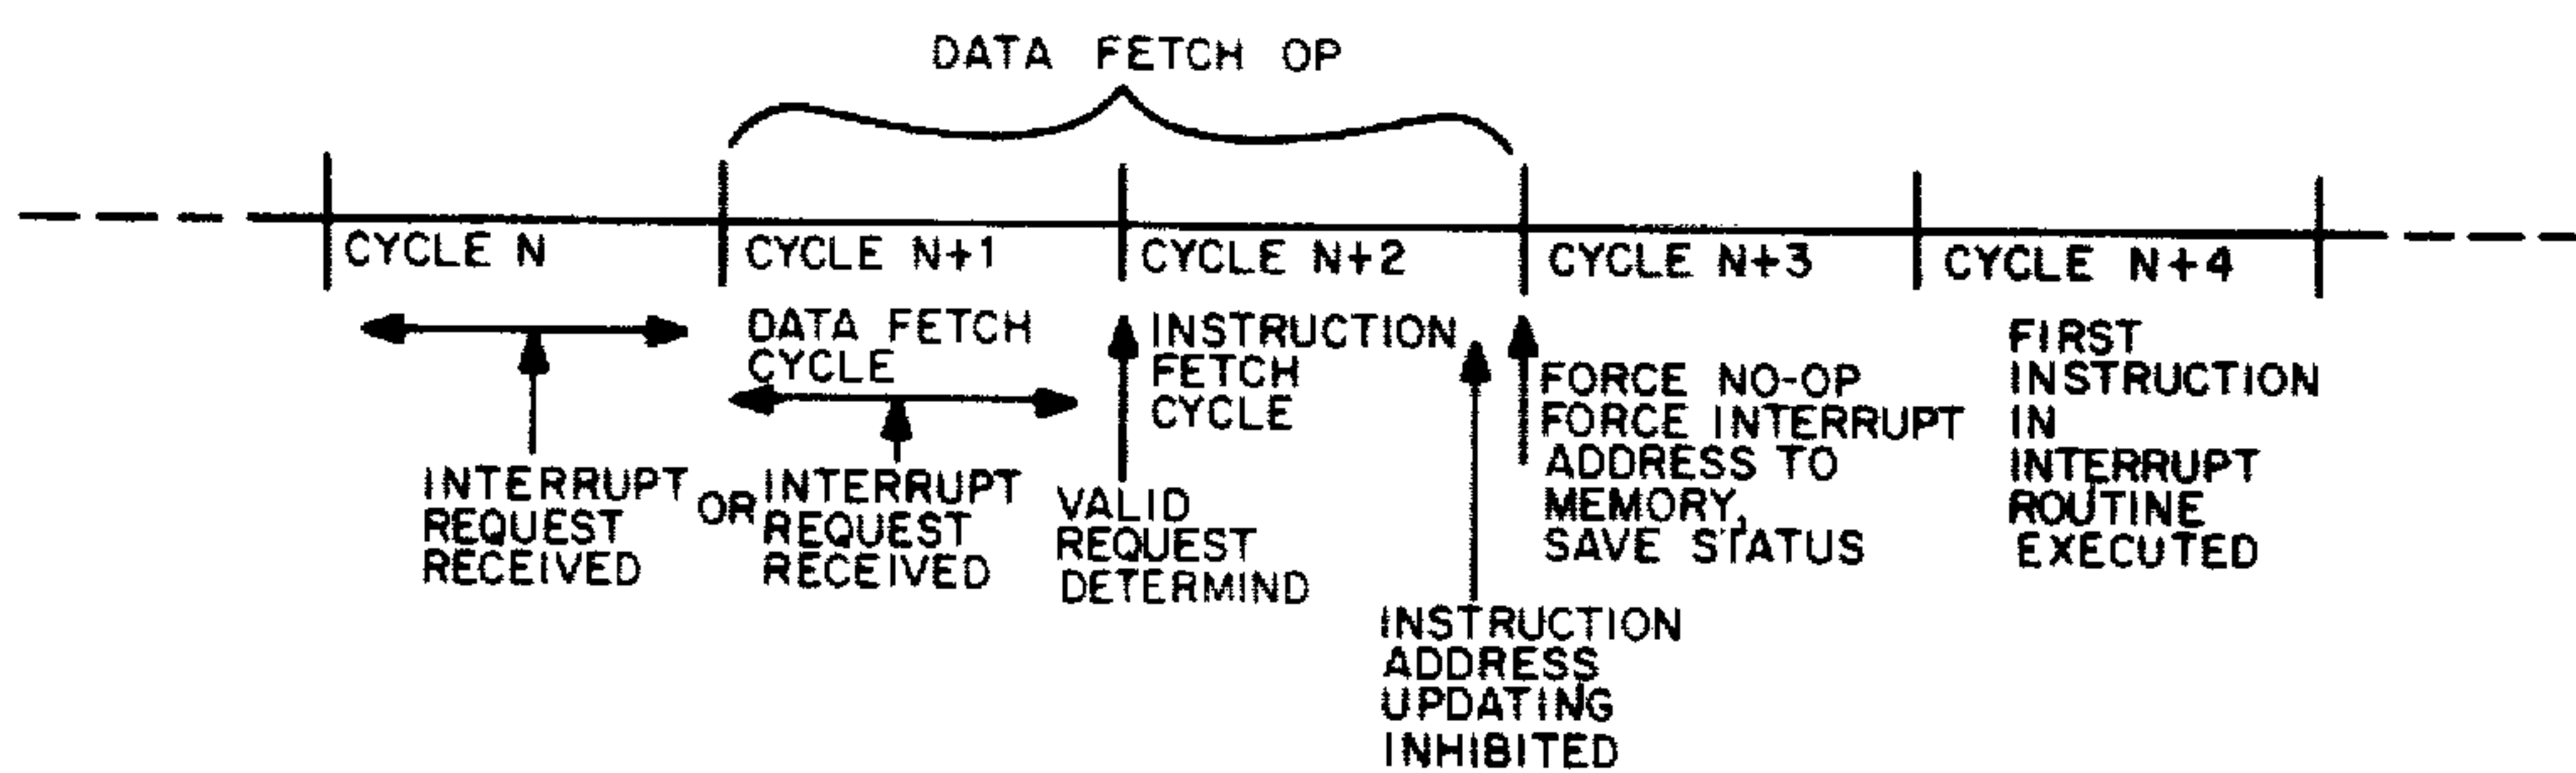 DATA FETCH OP
CYCLE N
CYCLE N+1
CYCLE N+2
CYCLE N+3
CYCLE N+4
INTERRUPT
REQUEST
RECEIVED
OR
DATA FETCH
CYCLE
INTERRUPT
REQUEST
RECEIVED
VALID
REQUEST
DETERMIND
INSTRUCTION
FETCH
CYCLE
INSTRUCTION
ADDRESS
UPDATING
INHIBITED
FORCE NO-OP
FORCE INTERRUPT
ADDRESS TO
MEMORY,
SAVE STATUS
FIRST
INSTRUCTION
IN
INTERRUPT
ROUTINE
EXECUTED